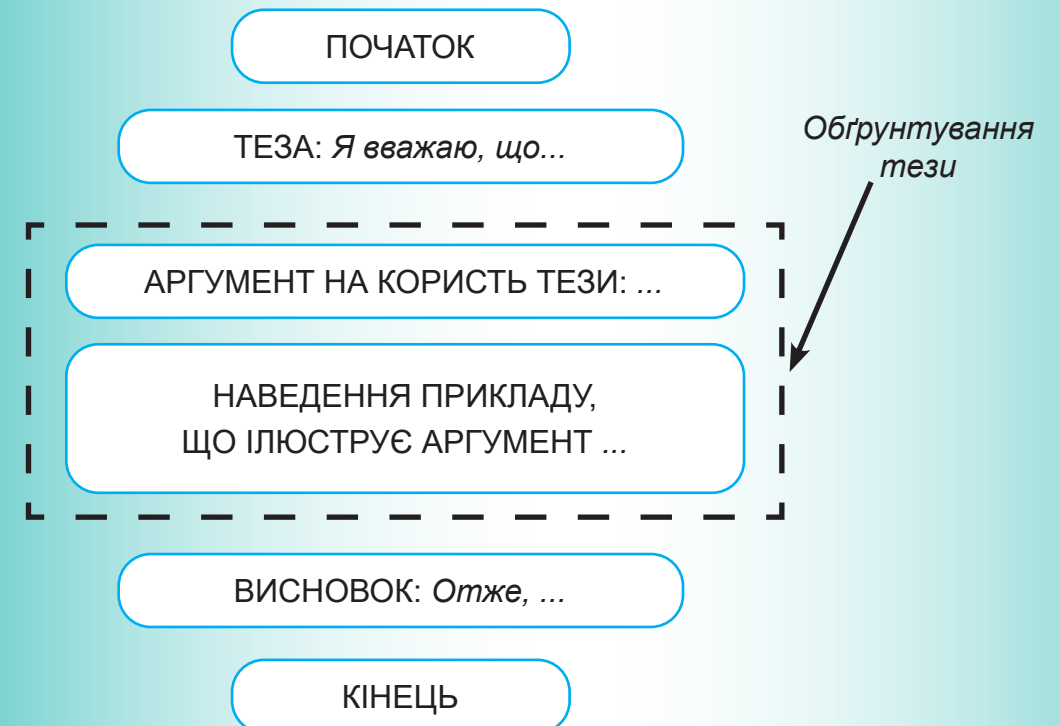 ПОЧАТОК
ТЕЗА: Я вважаю, що...
Обґрунтування
тези
АРГУМЕНТ НА КОРИСТЬ ТЕЗИ: ...
НАВЕДЕННЯ ПРИКЛАДУ,
ЩО ІЛЮСТРУЄ АРГУМЕНТ ...
ВИСНОВОК: Отже, ...
КІНЕЦЬ